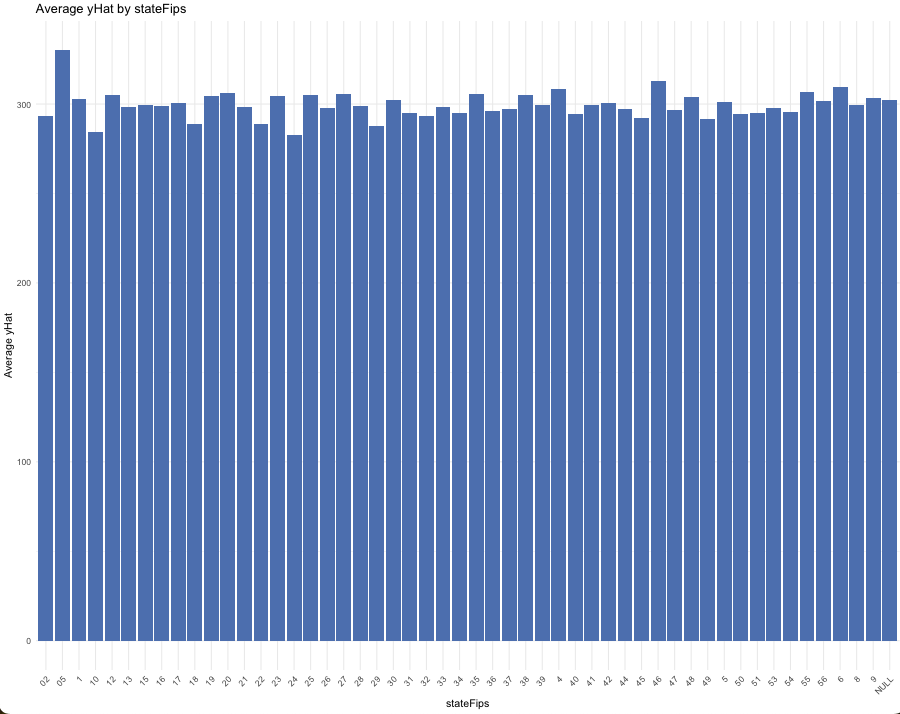 Average yHat by stateFips
Average yHat
300
200
100
0
02 05 1 10 12 13 15 16 17 18 19 20 21 22 23 24 25 26 27 28 29 30 31 32 33 34 35 36 37 38 39 4 40 41 42 44 45 46 47 48 49 5 50 51 53 54 55 56 6 8 9 NULL
stateFips